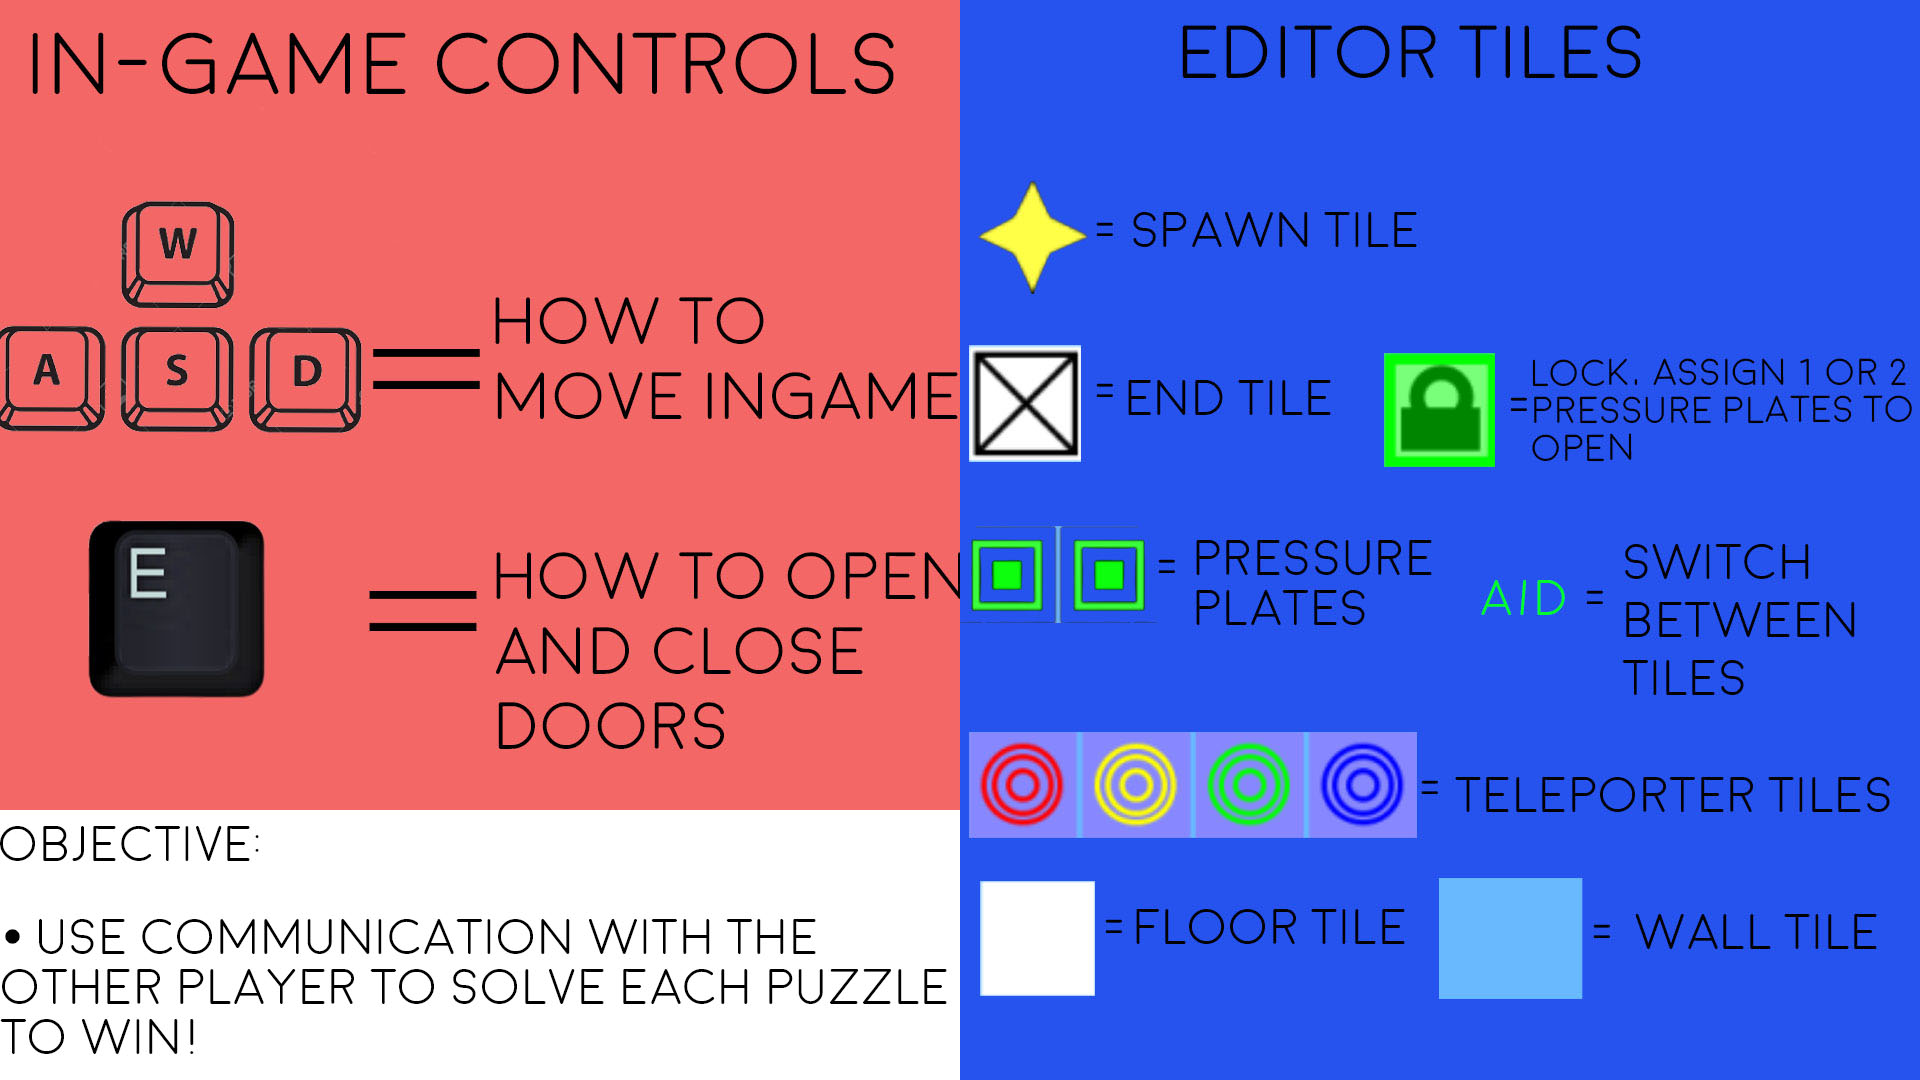 IN-GAME CONTROLS
W
A S D
=
HOW TO
MOVE INGAME
E
=
HOW TO OPEN
AND CLOSE
DOORS
OBJECTIVE:
• USE COMMUNICATION WITH THE
OTHER PLAYER TO SOLVE EACH PUZZLE
TO WIN!
EDITOR TILES
= SPAWN TILE
= END TILE
=
LOCK. ASSIGN 1 OR 2
PRESSURE PLATES TO
OPEN
= PRESSURE
PLATES
A/D =
SWITCH
BETWEEN
TILES
= TELEPORTER TILES
= FLOOR TILE
= WALL TILE